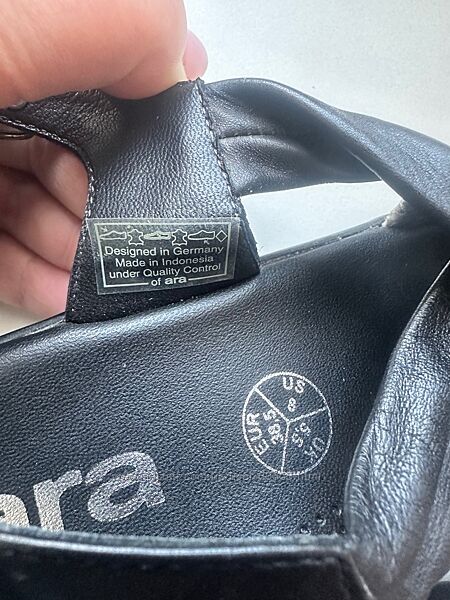 Designed in Germany
Made in Indonesia
under Quality Control
of ara
US
8
EUR
38.5
UK
5.5
ara